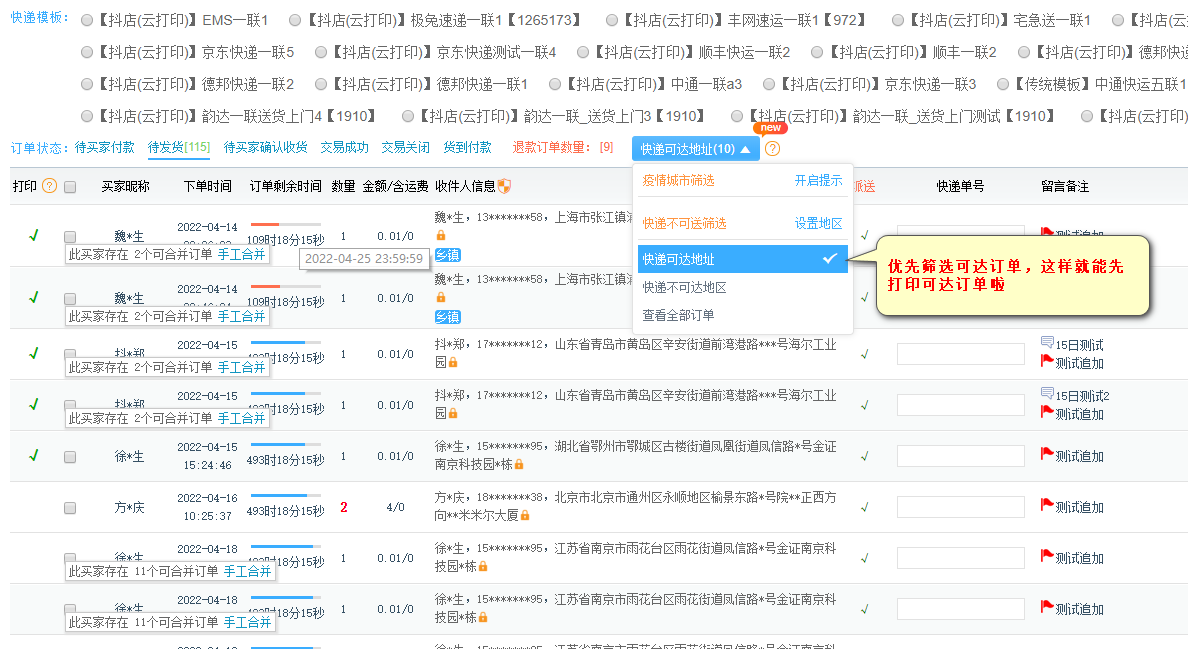 快递模板: 【抖店(云打印)】EMS一联1 【抖店(云打印)】极兔速递一联1【1265173】 【抖店(云打印)】丰网速运一联1【972】 【抖店(云打印)】宅急送一联1 【抖店(云
【抖店(云打印)】京东快递一联5 【抖店(云打印)】京东快递测试一联4 【抖店(云打印)】顺丰快运一联2 【抖店(云打印)】顺丰一联2 【抖店(云打印)】德邦快递
【抖店(云打印)】德邦快递一联2 【抖店(云打印)】德邦快递一联1 【抖店(云打印)】中通一联a3 【抖店(云打印)】京东快递一联3 【传统模板】中通快运五联1
【抖店(云打印)】韵达一联送货上门4【1910】 【抖店(云打印)】韵达一联_送货上门3【1910】 【抖店(云打印)】韵达一联_送货上门测试【1910】 【抖店(云打印)
new
订单状态: 待买家付款 待发货[115] 待买家确认收货 交易成功 交易关闭 货到付款 退款订单数量: [9] 快递可达地址(10) ?
打印 ? 买家昵称 下单时间 订单剩余时间 数量 金额/含运费 收件人信息 派送 快递单号 留言备注
疫情城市筛选 开启提示
快递不可送筛选 设置地区
快递可达地址
快递不可达地区
查看全部订单
优先筛选可达订单，这样就能先
打印可达订单啦
魏*生 2022-04-14 109时18分15秒 1 0.01/0 魏*生，13*******58，上海市张江镇
乡镇
此买家存在 2个可合并订单 手工合并
2022-04-25 23:59:59
魏*生 2022-04-14 109时18分15秒 1 0.01/0 魏*生，13*******58，上海市张江镇
乡镇
此买家存在 2个可合并订单 手工合并
抖*郑 2022-04-15 1 0.01/0 抖*郑，17*******12，山东省青岛市黄岛区辛安街道前湾港路***号海尔工业
园
15日测试
测试追加
此买家存在 2个可合并订单 手工合并
抖*郑 2022-04-15 1 0.01/0 抖*郑，17*******12，山东省青岛市黄岛区辛安街道前湾港路***号海尔工业
园
15日测试2
测试追加
此买家存在 2个可合并订单 手工合并
徐*生 2022-04-15 15:24:46 493时18分15秒 1 0.01/0 徐*生，15*******95，湖北省鄂州市鄂城区古楼街道凤凰街道凤信路*号金证
南京科技园*栋
测试追加
方*庆 2022-04-16 10:25:37 493时18分15秒 2 4/0 方*庆，18*******38，北京市北京市通州区永顺地区榆景东路*号院**正西方
向**米米尔大厦
测试追加
徐*生 2022-04-18 1 0.01/0 徐*生，15*******95，江苏省南京市雨花台区雨花街道凤信路*号金证南京科
技园*栋
测试追加
此买家存在 11个可合并订单 手工合并
徐*生 2022-04-18 1 0.01/0 徐*生，15*******95，江苏省南京市雨花台区雨花街道凤信路*号金证南京科
技园*栋
测试追加
此买家存在 11个可合并订单 手工合并